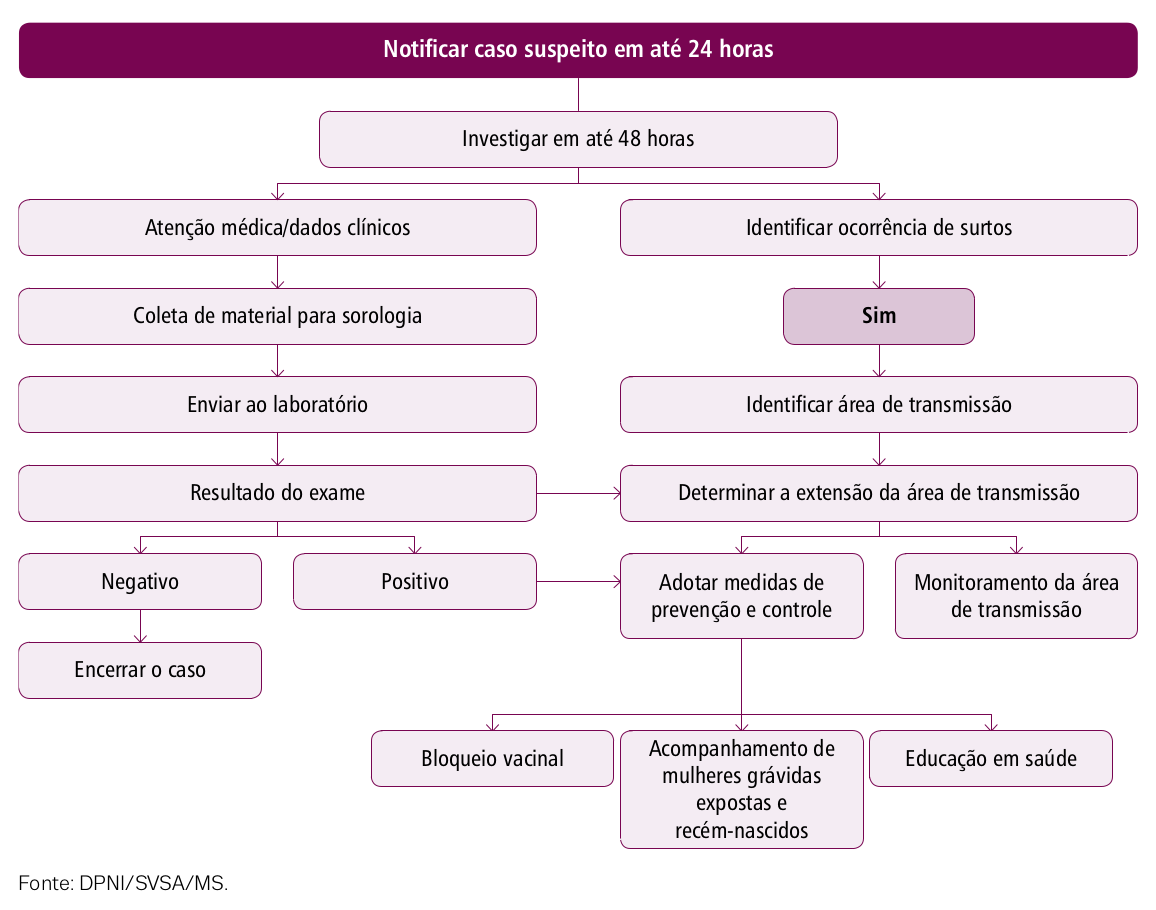 Notificar caso suspeito em até 24 horas
Investigar em até 48 horas
Atenção médica/dados clínicos
Identificar ocorrência de surtos
Coleta de material para sorologia
Sim
Enviar ao laboratório
Identificar área de transmissão
Resultado do exame
Determinar a extensão da área de transmissão
Negativo
Positivo
Adotar medidas de
prevenção e controle
Monitoramento da área
de transmissão
Encerrar o caso
Bloqueio vacinal
Acompanhamento de
mulheres grávidas
expostas e
recém-nascidos
Educação em saúde
Fonte: DPNI/SVSA/MS.